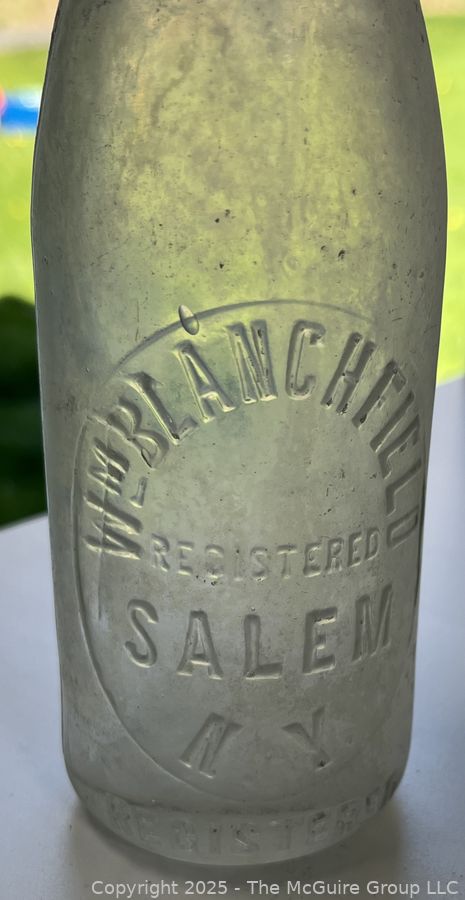 Wᴹ BLANCHFIELD
REGISTERED
SALEM
N Y.
REGISTERED
Copyright 2025 - The McGuire Group LLC